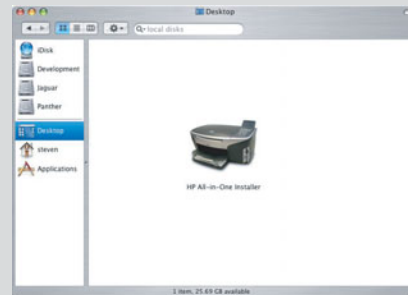 Desktop
local disks
iDisk
Development
Jaguar
Panther
Desktop
steven
Applications
HP All-in-One Installer
1 item, 25.69 GB available